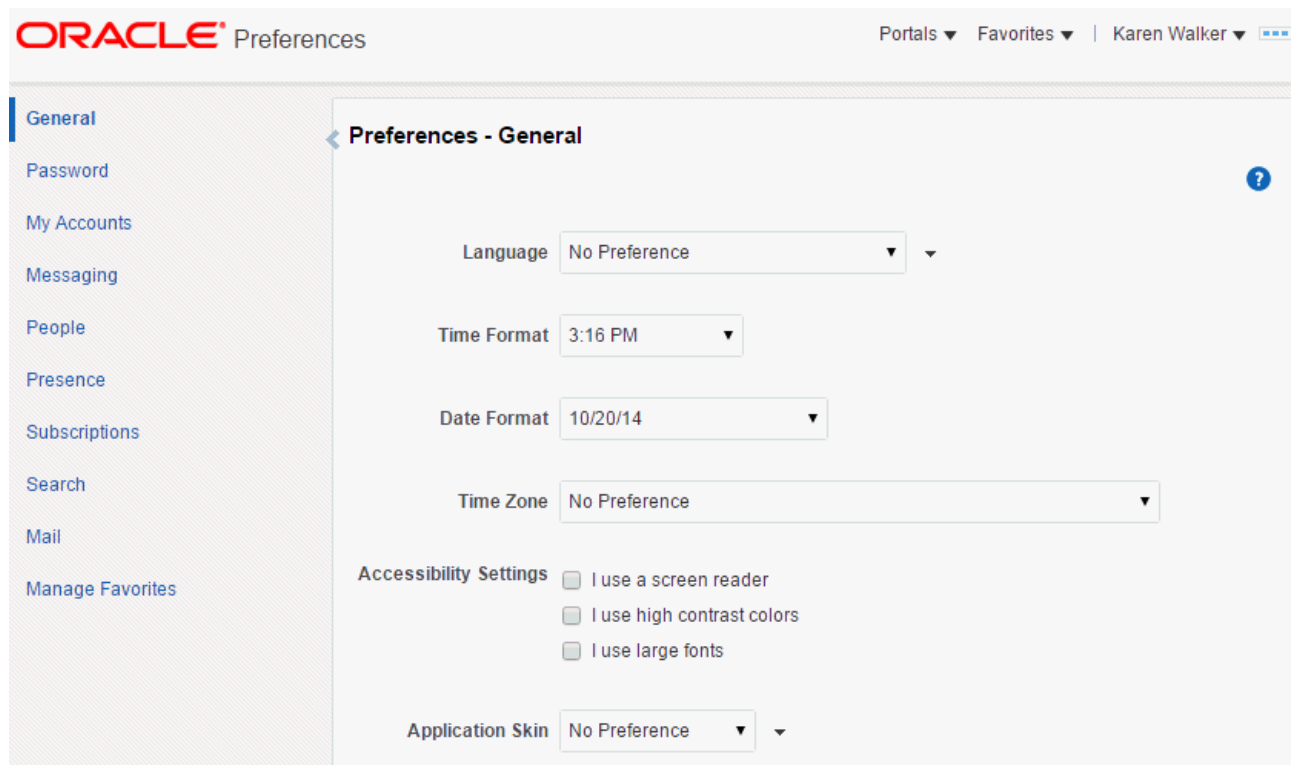 ORACLE® Preferences
Portals Favorites | Karen Walker
General
Password
My Accounts
Messaging
People
Presence
Subscriptions
Search
Mail
Manage Favorites
Preferences - General
?
Language No Preference
Time Format 3:16 PM
Date Format 10/20/14
Time Zone No Preference
Accessibility Settings
I use a screen reader
I use high contrast colors
I use large fonts
Application Skin No Preference